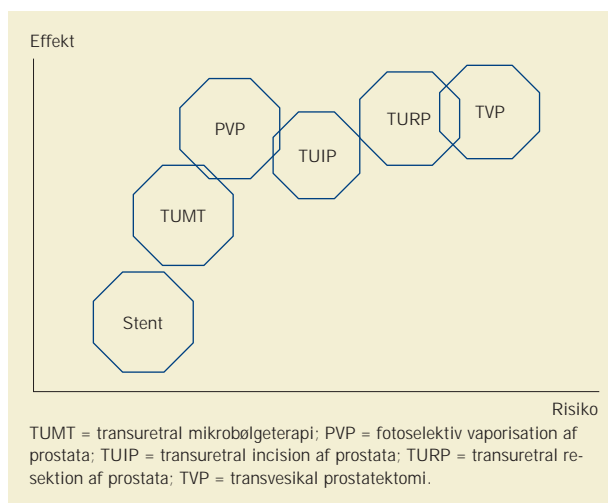 Effekt
PVP
TURP
TVP
TUIP
TUMT
Stent
Risiko
TUMT = transuretral mikrobølgeterapi; PVP = fotoselektiv vaporisation af
prostata; TUIP = transuretral incision af prostata; TURP = transuretral re-
sektion af prostata; TVP = transvesikal prostatektomi.